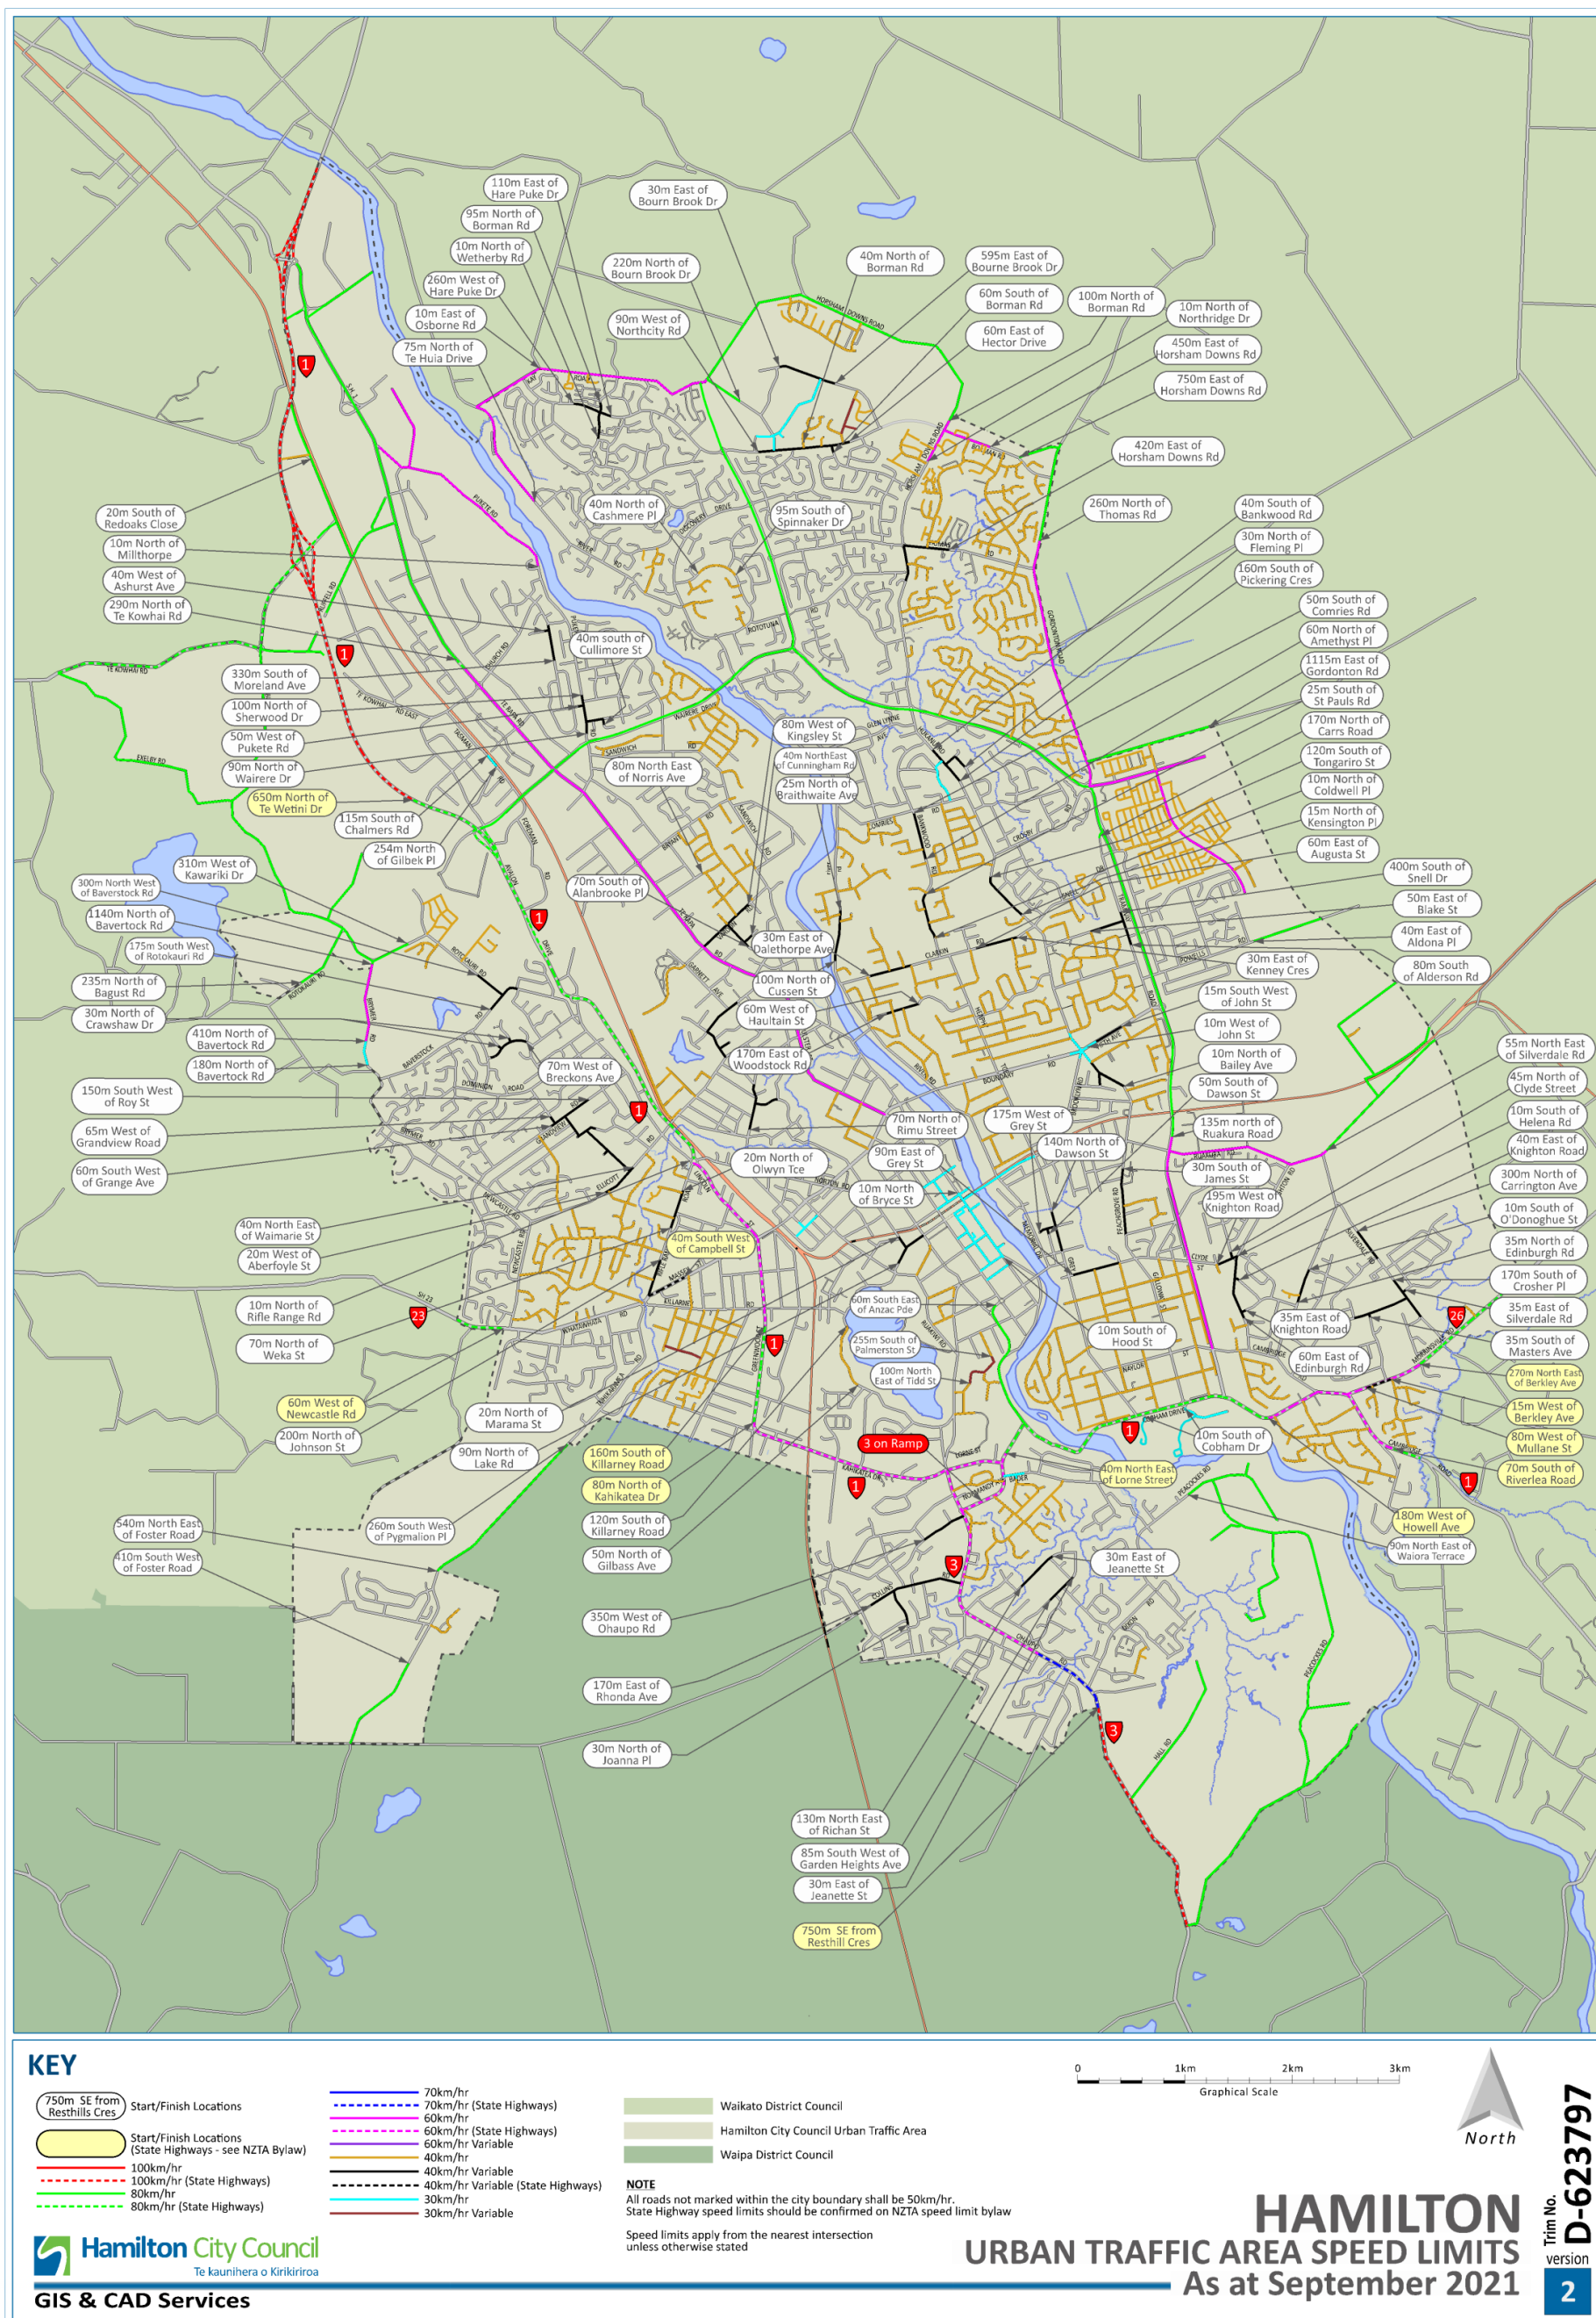 110m East of
Hare Puke Dr
30m East of
Bourn Brook Dr
95m North of
Borman Rd
10m North of
Wetherby Rd
220m North of
Bourn Brook Dr
40m North of
Borman Rd
595m East of
Bourne Brook Dr
260m West of
Hare Puke Dr
60m South of
Borman Rd
100m North of
Borman Rd
10m North of
Northridge Dr
10m East of
Osborne Rd
90m West of
Northcity Rd
60m East of
Hector Drive
450m East of
Horsham Downs Rd
75m North of
Te Huia Drive
750m East of
Horsham Downs Rd
HORSHAM DOWNS ROAD
420m East of
Horsham Downs Rd
20m South of
Redoaks Close
40m North of
Cashmere Pl
95m South of
Spinnaker Dr
260m North of
Thomas Rd
40m South of
Bankwood Rd
10m North of
Millthorpe
30m North of
Fleming Pl
40m West of
Ashurst Ave
160m South of
Pickering Cres
290m North of
Te Kowhai Rd
50m South of
Comries Rd
40m south of
Cullimore St
60m North of
Amethyst Pl
330m South of
Moreland Ave
1115m East of
Gordonton Rd
100m North of
Sherwood Dr
25m South of
St Pauls Rd
50m West of
Pukete Rd
80m West of
Kingsley St
170m North of
Carrs Road
90m North of
Wairere Dr
80m North East
of Norris Ave
40m NorthEast
of Cunningham Rd
120m South of
Tongariro St
650m North of
Te Wetini Dr
25m North of
Braithwaite Ave
10m North of
Coldwell Pl
115m South of
Chalmers Rd
15m North of
Kensington Pl
254m North
of Gilbek Pl
60m East of
Augusta St
310m West of
Kawariki Dr
70m South of
Alanbrooke Pl
400m South of
Snell Dr
300m North West
of Baverstock Rd
50m East of
Blake St
1140m North of
Bavertock Rd
30m East of
Dalethorpe Ave
40m East of
Aldona Pl
175m South West
of Rotokauri Rd
30m East of
Kenney Cres
80m South
of Alderson Rd
235m North of
Bagust Rd
100m North of
Cussen St
15m South West
of John St
30m North of
Crawshaw Dr
60m West of
Haultain St
10m West of
John St
410m North of
Bavertock Rd
170m East of
Woodstock Rd
10m North of
Bailey Ave
55m North East
of Silverdale Rd
180m North of
Bavertock Rd
70m West of
Breckons Ave
50m South of
Dawson St
45m North of
Clyde Street
150m South West
of Roy St
70m North of
Rimu Street
175m West of
Grey St
135m north of
Ruakura Road
10m South of
Helena Rd
65m West of
Grandview Road
20m North of
Olwyn Tce
90m East of
Grey St
140m North of
Dawson St
40m East of
Knighton Road
60m South West
of Grange Ave
10m North
of Bryce St
30m South of
James St
300m North of
Carrington Ave
195m West of
Knighton Road
10m South of
O'Donoghue St
40m North East
of Waimarie St
40m South West
of Campbell St
35m North of
Edinburgh Rd
20m West of
Aberfoyle St
170m South of
Crosher Pl
10m North of
Rifle Range Rd
60m South East
of Anzac Pde
35m East of
Knighton Road
35m East of
Silverdale Rd
70m North of
Weka St
255m South of
Palmerston St
10m South of
Hood St
60m East of
Edinburgh Rd
35m South of
Masters Ave
100m North
East of Tidd St
270m North East
of Berkley Ave
60m West of
Newcastle Rd
20m North of
Marama St
15m West of
Berkley Ave
200m North of
Johnson St
3 on Ramp
10m South of
Cobham Dr
80m West of
Mullane St
90m North of
Lake Rd
160m South of
Killarney Road
40m North East
of Lorne Street
70m South of
Riverlea Road
80m North of
Kahikatea Dr
180m West of
Howell Ave
540m North East
of Foster Road
260m South West
of Pygmalion Pl
120m South of
Killarney Road
90m North East of
Waiora Terrace
410m South West
of Foster Road
50m North of
Gilbass Ave
30m East of
Jeanette St
350m West of
Ohaupo Rd
170m East of
Rhonda Ave
30m North of
Joanna Pl
130m North East
of Richan St
85m South West of
Garden Heights Ave
30m East of
Jeanette St
750m SE from
Resthill Cres
TE KOWHAI RD
EXELBY RD
PUKETE RD
GORDONTON ROAD
WAIRERE DRIVE
HALL RD
PEACOCKES RD
SH 23
1
1
1
1
1
1
1
1
23
26
3
3
KEY
750m SE from
Resthills Cres
Start/Finish Locations
Start/Finish Locations
(State Highways - see NZTA Bylaw)
100km/hr
100km/hr (State Highways)
80km/hr
80km/hr (State Highways)
70km/hr
70km/hr (State Highways)
60km/hr
60km/hr (State Highways)
60km/hr Variable
40km/hr
40km/hr Variable
40km/hr Variable (State Highways)
30km/hr
30km/hr Variable
Waikato District Council
Hamilton City Council Urban Traffic Area
Waipa District Council
NOTE
All roads not marked within the city boundary shall be 50km/hr.
State Highway speed limits should be confirmed on NZTA speed limit bylaw
Speed limits apply from the nearest intersection
unless otherwise stated
0 1km 2km 3km
Graphical Scale
North
Hamilton City Council
Te kaunihera o Kirikiriroa
GIS & CAD Services
HAMILTON
URBAN TRAFFIC AREA SPEED LIMITS
As at September 2021
Trim No.
D-623797
version
2